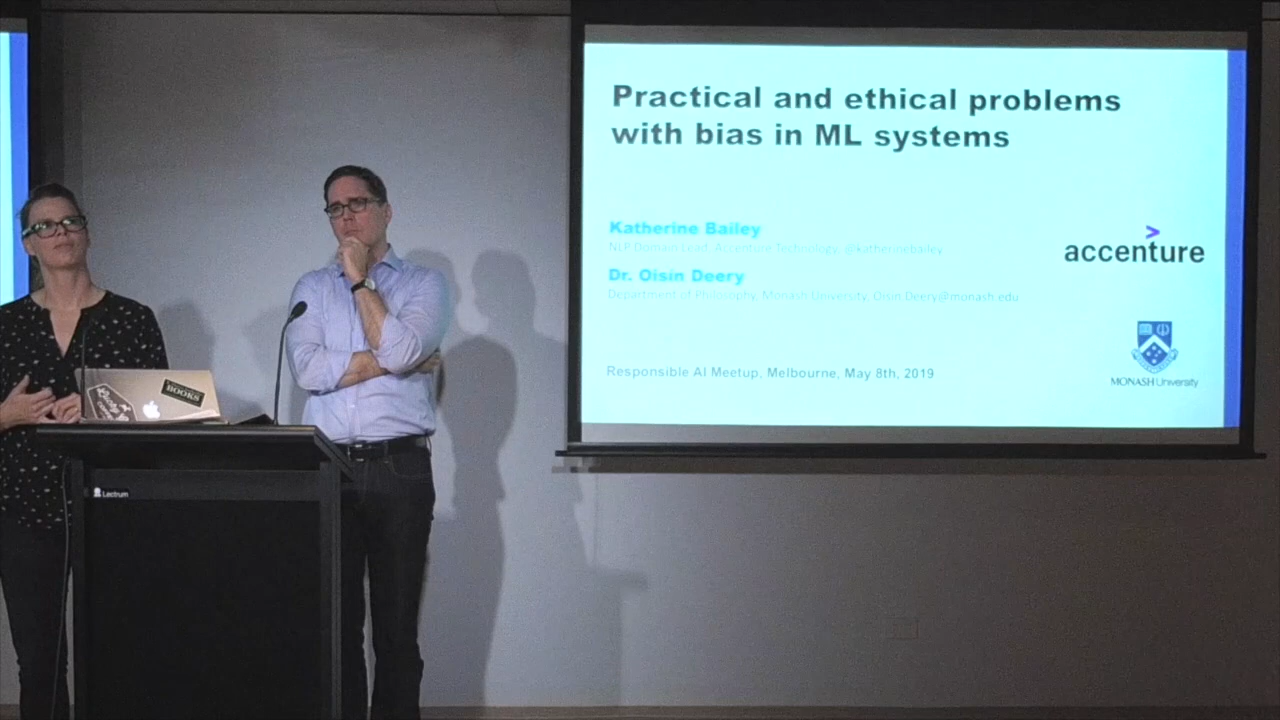 Practical and ethical problems
with bias in ML systems
Katherine Bailey
NLP Domain Lead, Accenture Technology, @katherinebailey
Dr. Oisín Deery
Department of Philosophy, Monash University, Oisin.Deery@monash.edu
accenture
MONASH University
Responsible AI Meetup, Melbourne, May 8th, 2019
BOOKS
Lectrum